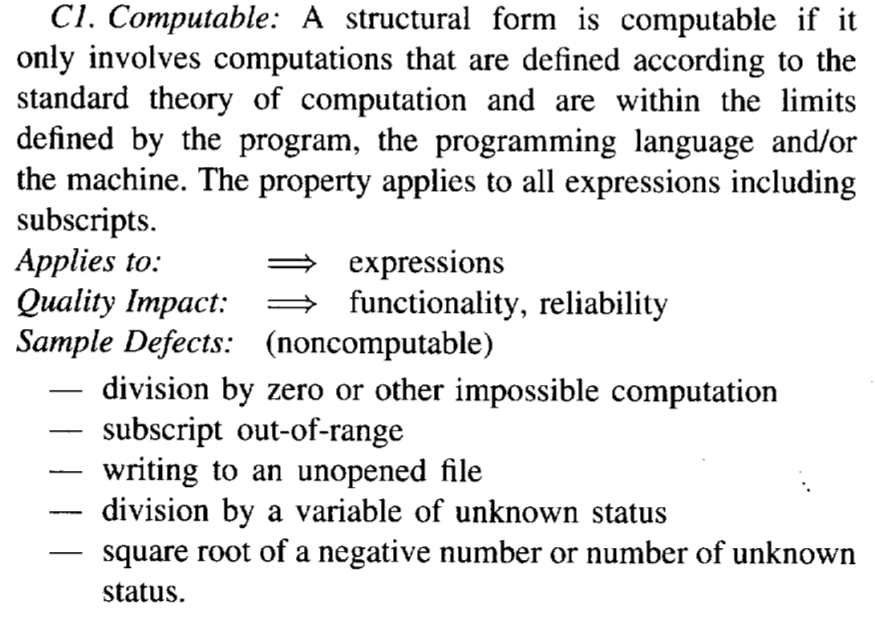 C1. Computable: A structural form is computable if it
only involves computations that are defined according to the
standard theory of computation and are within the limits
defined by the program, the programming language and/or
the machine. The property applies to all expressions including
subscripts.
Applies to: ⟹ expressions
Quality Impact: ⟹ functionality, reliability
Sample Defects: (noncomputable)
— division by zero or other impossible computation
— subscript out-of-range
— writing to an unopened file
— division by a variable of unknown status
— square root of a negative number or number of unknown
status.